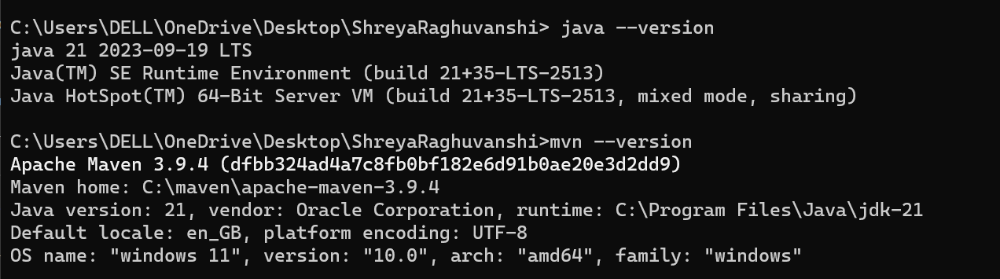 C:\Users\DELL\OneDrive\Desktop\ShreyaRaghuvanshi> java --version
java 21 2023-09-19 LTS
Java(TM) SE Runtime Environment (build 21+35-LTS-2513)
Java HotSpot(TM) 64-Bit Server VM (build 21+35-LTS-2513, mixed mode, sharing)
C:\Users\DELL\OneDrive\Desktop\ShreyaRaghuvanshi>mvn --version
Apache Maven 3.9.4 (dfbb324ad4a7c8fb0bf182e6d91b0ae20e3d2dd9)
Maven home: C:\maven\apache-maven-3.9.4
Java version: 21, vendor: Oracle Corporation, runtime: C:\Program Files\Java\jdk-21
Default locale: en_GB, platform encoding: UTF-8
OS name: "windows 11", version: "10.0", arch: "amd64", family: "windows"